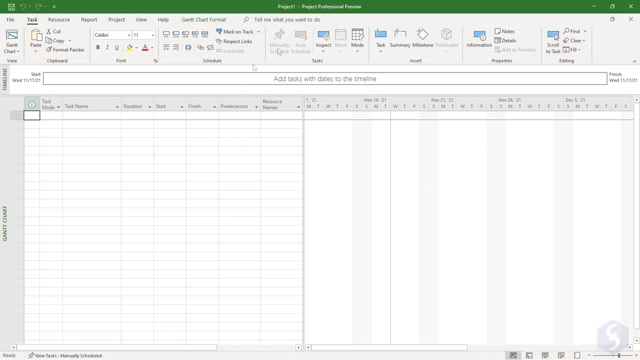 Project1 - Project Professional Preview
Task Resource Report Project View Help Gantt Chart Format Tell me what you want to do
Gantt Chart
Paste
Cut
Copy
Format Painter
Calibri 11
B I U
Mark on Track
Respect Links
Inactivate
Manually Schedule
Auto Schedule
Inspect
Move
Mode
Task
Summary
Milestone
Deliverable
Information
Notes
Details
Add to Timeline
Scroll to Task
Find
Clear
Fill
View Clipboard Font Schedule Tasks Insert Properties Editing
TIMELINE
Start
Wed 11/17/21
Add tasks with dates to the timeline
Finish
Wed 11/17/21
Task Mode
Task Name
Duration
Start
Finish
Predecessors
Resource Names
7, '21 Nov 14, '21 Nov 21, '21 Nov 28, '21 Dec 5, '21
M T W T F S S M T W T F S S M T W T F S S M T W T F S S M T W T F S
GANTT CHART
Ready New Tasks : Manually Scheduled